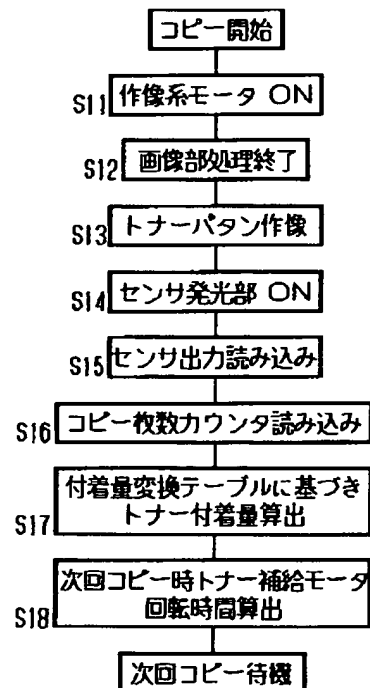 コピー開始
S11 作像系モータ ON
S12 画像部処理終了
S13 トナーパタン作像
S14 センサ発光部 ON
S15 センサ出力読み込み
S16 コピー枚数カウンタ読み込み
付着量変換テーブルに基づき
S17 トナー付着量算出
次回コピー時トナー補給モータ
S18 回転時間算出
次回コピー待機